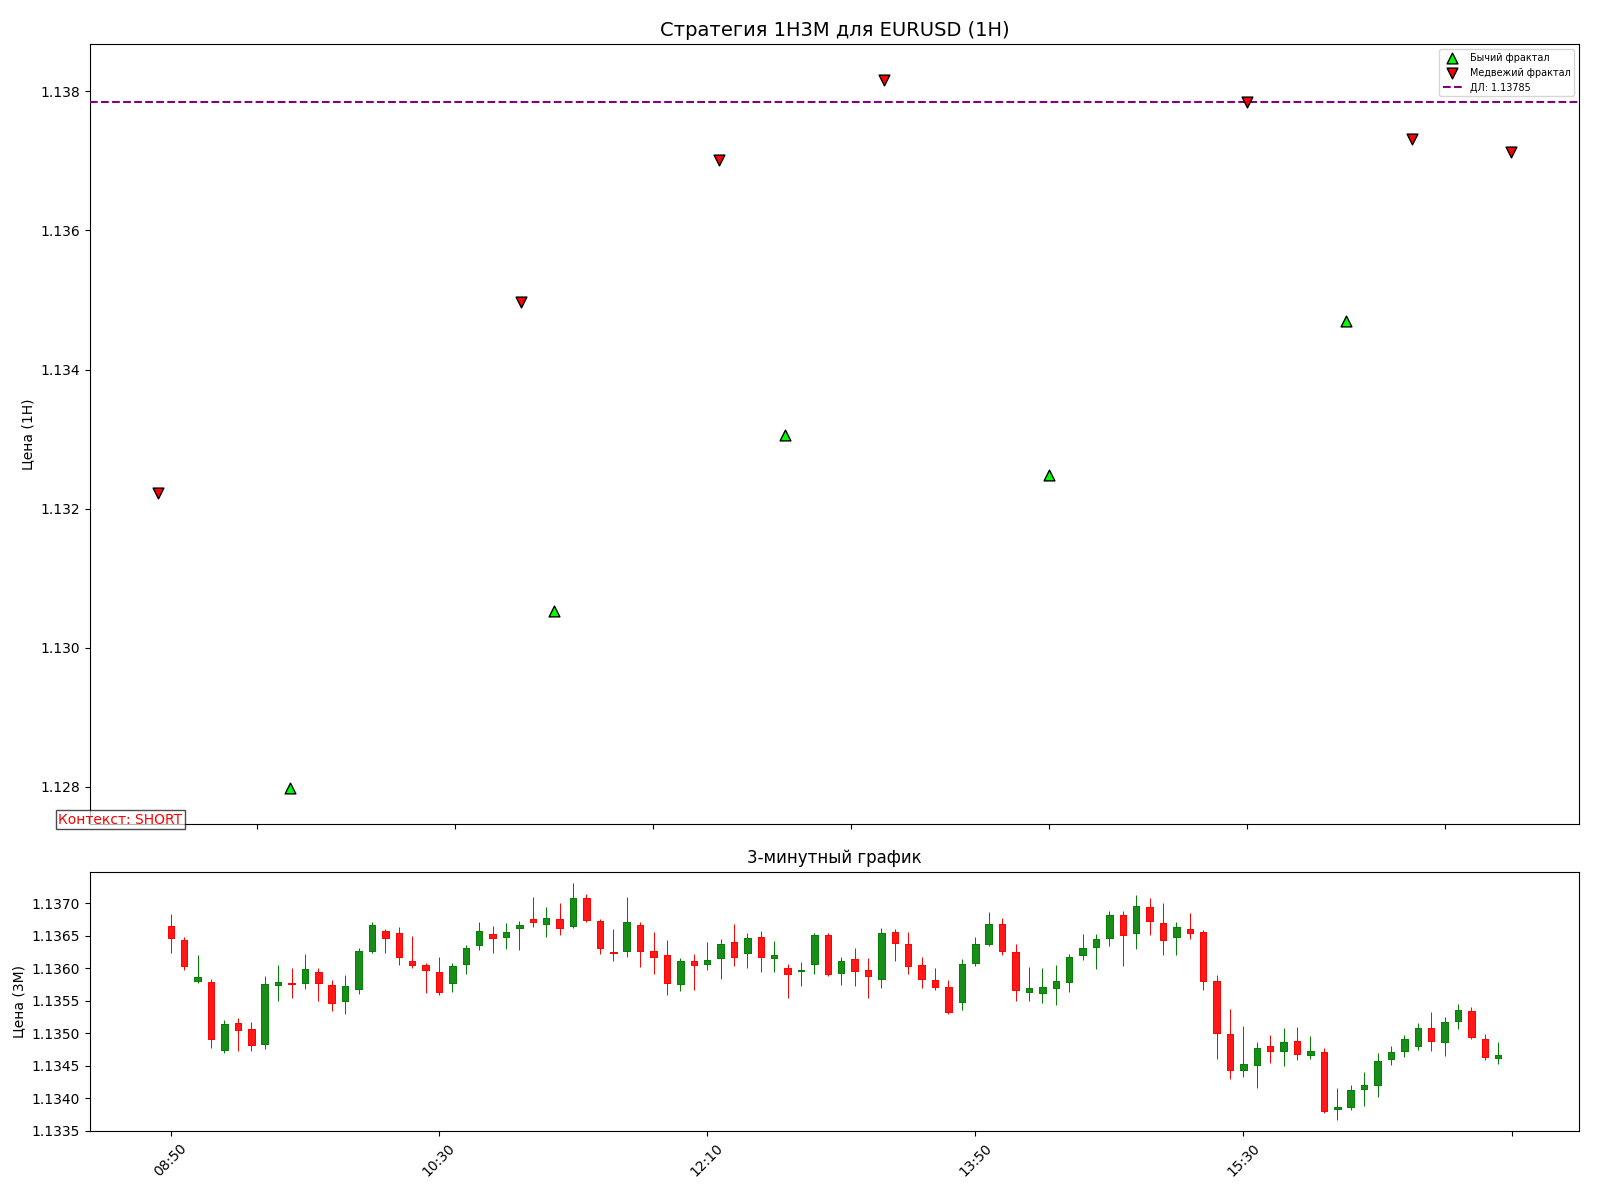 Стратегия 1H3M для EURUSD (1H)
Бычий фрактал
Медвежий фрактал
ДЛ: 1.13785
1.138
1.136
1.134
1.132
1.130
1.128
Цена (1H)
Контекст: SHORT
3-минутный график
1.1370
1.1365
1.1360
1.1355
1.1350
1.1345
1.1340
1.1335
Цена (3M)
08:50
10:30
12:10
13:50
15:30